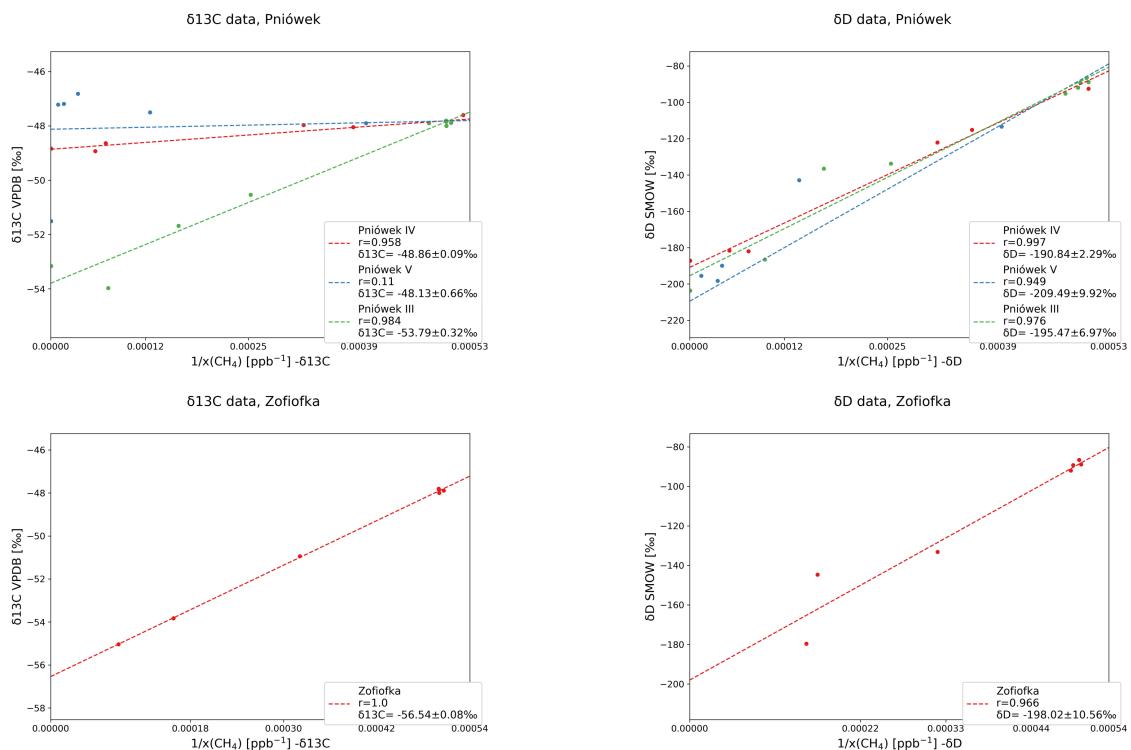 δ13C data, Pniówek
δ13C VPDB [‰]
−46
−48
−50
−52
−54
Pniówek IV
r=0.958
δ13C= -48.86±0.09‰
Pniówek V
r=0.11
δ13C= -48.13±0.66‰
Pniówek III
r=0.984
δ13C= -53.79±0.32‰
0.00000 0.00012 0.00025 0.00039 0.00053
1/x(CH₄) [ppb⁻¹] -δ13C
δD data, Pniówek
δD SMOW [‰]
−80
−100
−120
−140
−160
−180
−200
−220
Pniówek IV
r=0.997
δD= -190.84±2.29‰
Pniówek V
r=0.949
δD= -209.49±9.92‰
Pniówek III
r=0.976
δD= -195.47±6.97‰
0.00000 0.00012 0.00025 0.00039 0.00053
1/x(CH₄) [ppb⁻¹] -δD
δ13C data, Zofiofka
δ13C VPDB [‰]
−46
−48
−50
−52
−54
−56
−58
Zofiofka
r=1.0
δ13C= -56.54±0.08‰
0.00000 0.00018 0.00030 0.00042 0.00054
1/x(CH₄) [ppb⁻¹] -δ13C
δD data, Zofiofka
δD SMOW [‰]
−80
−100
−120
−140
−160
−180
−200
Zofiofka
r=0.966
δD= -198.02±10.56‰
0.00000 0.00022 0.00033 0.00043 0.00054
1/x(CH₄) [ppb⁻¹] -δD